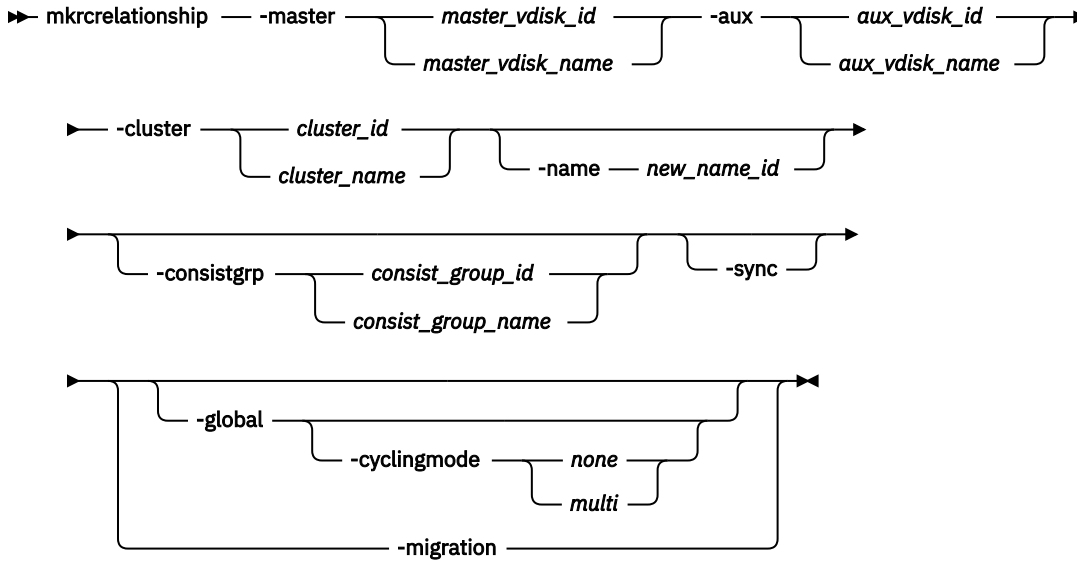 mkrcrelationship -master master_vdisk_id -aux aux_vdisk_id
master_vdisk_name aux_vdisk_name
-cluster cluster_id
cluster_name -name new_name_id
-consistgrp consist_group_id -sync
consist_group_name
-global
-cyclingmode none
multi
-migration